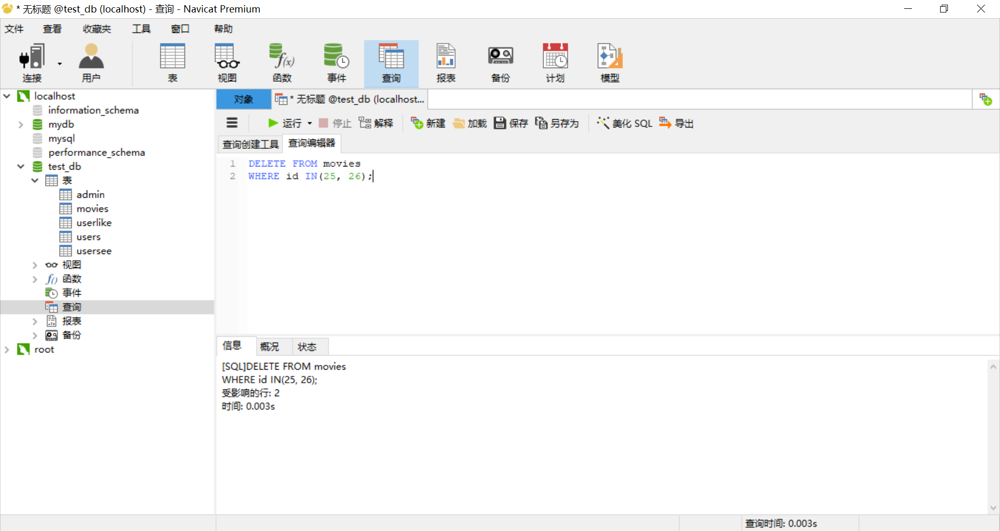 * 无标题 @test_db (localhost) - 查询 - Navicat Premium
文件 查看 收藏夹 工具 窗口 帮助
连接 用户 表 视图 函数 事件 查询 报表 备份 计划 模型
localhost
information_schema
mydb
mysql
performance_schema
test_db
表
admin
movies
userlike
users
usersee
视图
函数
事件
查询
报表
备份
root
对象 * 无标题 @test_db (localhost...
运行 停止 解释 新建 加载 保存 另存为 美化 SQL 导出
查询创建工具 查询编辑器
1 DELETE FROM movies
2 WHERE id IN(25, 26);
信息 概况 状态
[SQL]DELETE FROM movies
WHERE id IN(25, 26);
受影响的行: 2
时间: 0.003s
查询时间: 0.003s